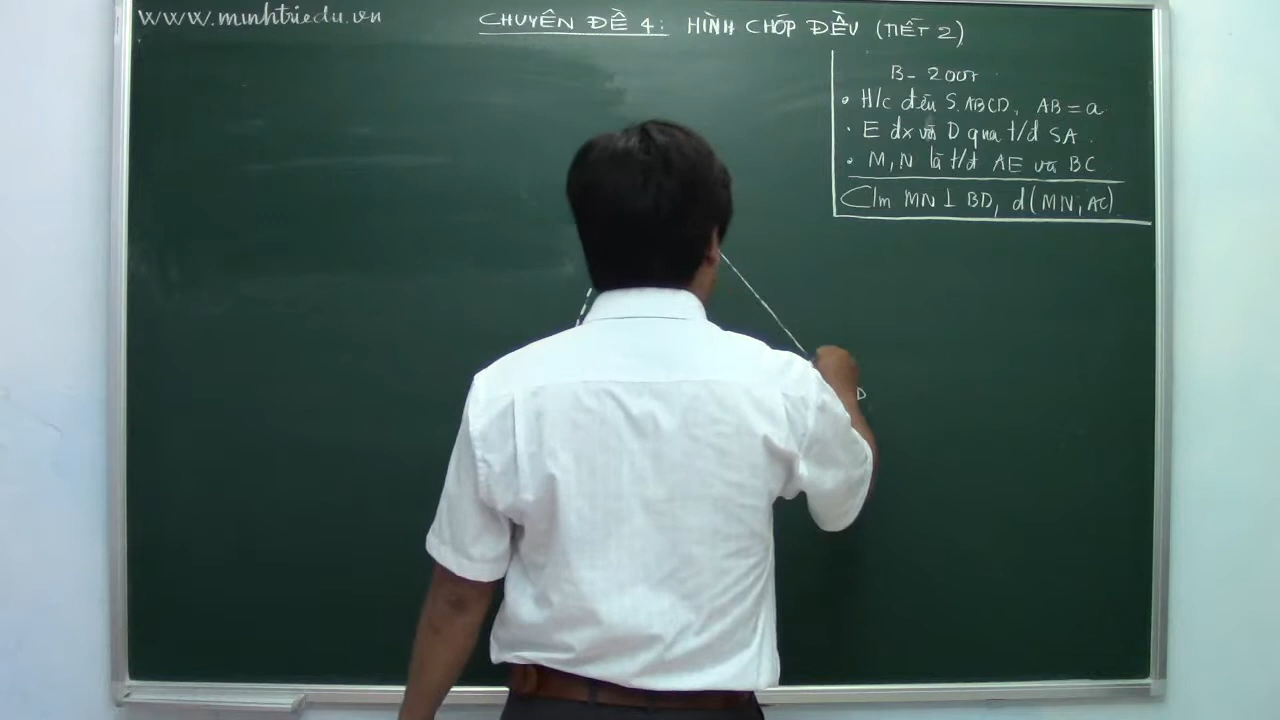 www.minhtriedu.vn
CHUYÊN ĐỀ 4: HÌNH CHÓP ĐỀU (TIẾT 2)
B-2007
• H/c đều S.ABCD, AB = a
• E đx với D qua t/đ SA.
• M,N là t/đ AE và BC
C/m MN ⊥ BD, d(MN,AC)
D